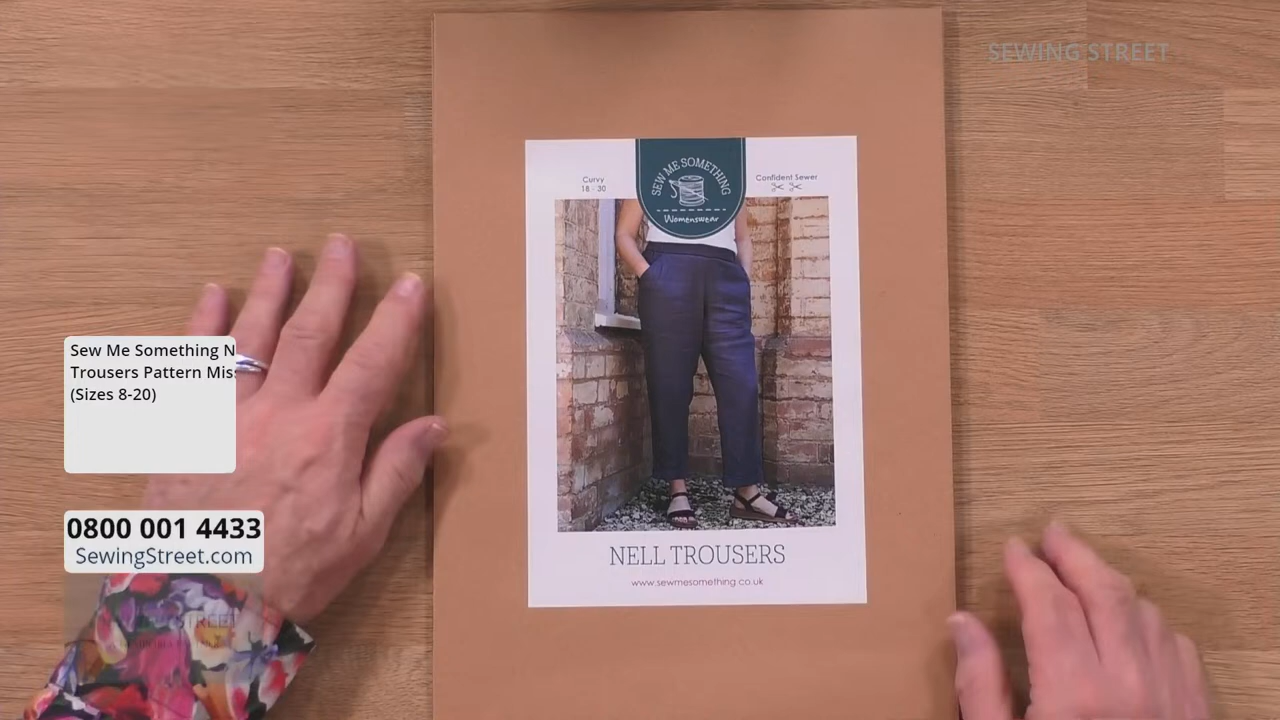 SEWING STREET
Curvy
18 - 30
SEW ME SOMETHING
Womenswear
Confident Sewer
Sew Me Something N
Trousers Pattern Mis
(Sizes 8-20)
0800 001 4433
SewingStreet.com
NELL TROUSERS
www.sewmesomething.co.uk